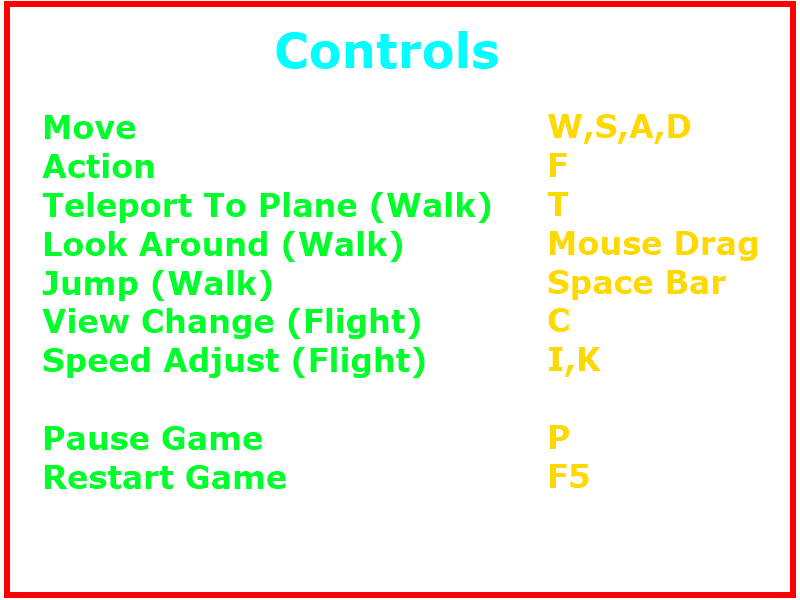 Controls
Move W,S,A,D
Action F
Teleport To Plane (Walk) T
Look Around (Walk) Mouse Drag
Jump (Walk) Space Bar
View Change (Flight) C
Speed Adjust (Flight) I,K
Pause Game P
Restart Game F5